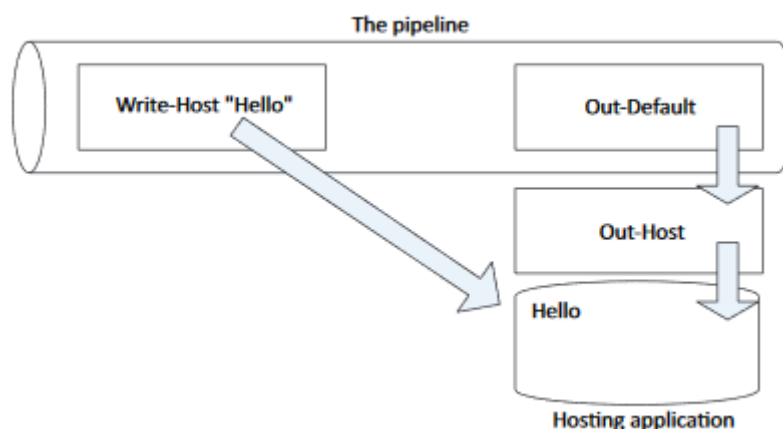 The pipeline
Write-Host "Hello"
Out-Default
Out-Host
Hello
Hosting application